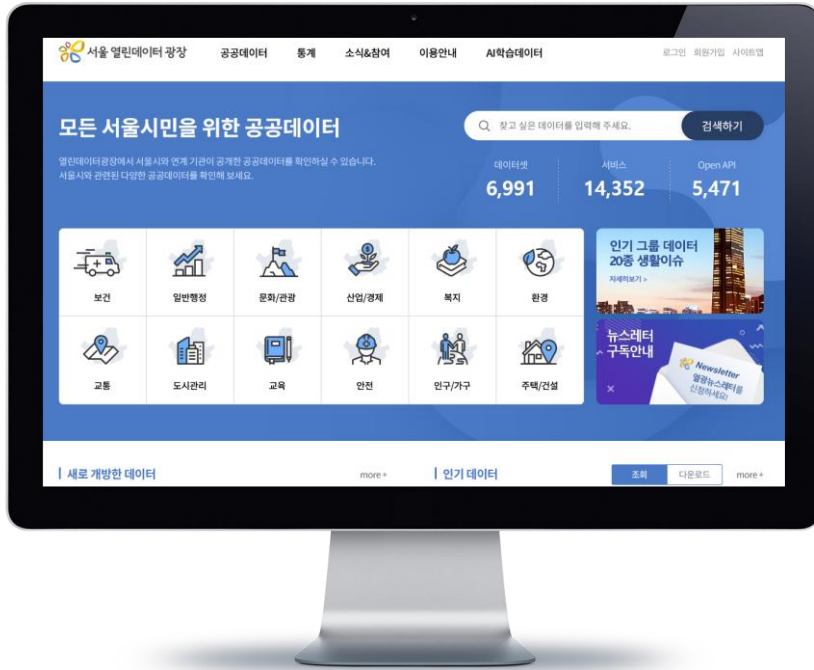 서울 열린데이터 광장
공공데이터 통계 소식&참여 이용안내 AI학습데이터
로그인 회원가입 사이트맵
모든 서울시민을 위한 공공데이터
열린데이터광장에서 서울시와 연계 기관이 공개한 공공데이터를 확인하실 수 있습니다.
서울시와 관련된 다양한 공공데이터를 확인해 보세요.
찾고 싶은 데이터를 입력해 주세요.
검색하기
데이터셋 서비스 Open API
6,991 14,352 5,471
보건 일반행정 문화/관광 산업/경제 복지 환경
교통 도시관리 교육 안전 인구/가구 주택/건설
인기 그룹 데이터
20종 생활이슈
자세히보기 >
뉴스레터
구독안내
Newsletter
열광뉴스레터를
신청하세요!
새로 개방한 데이터 more +
인기 데이터 조회 다운로드 more +